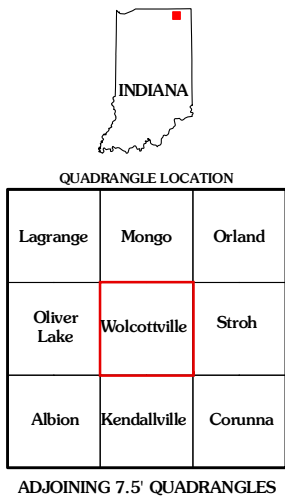 INDIANA
QUADRANGLE LOCATION
Lagrange Mongo Orland
Oliver
Lake Wolcottville Stroh
Albion Kendallville Corunna
ADJOINING 7.5' QUADRANGLES